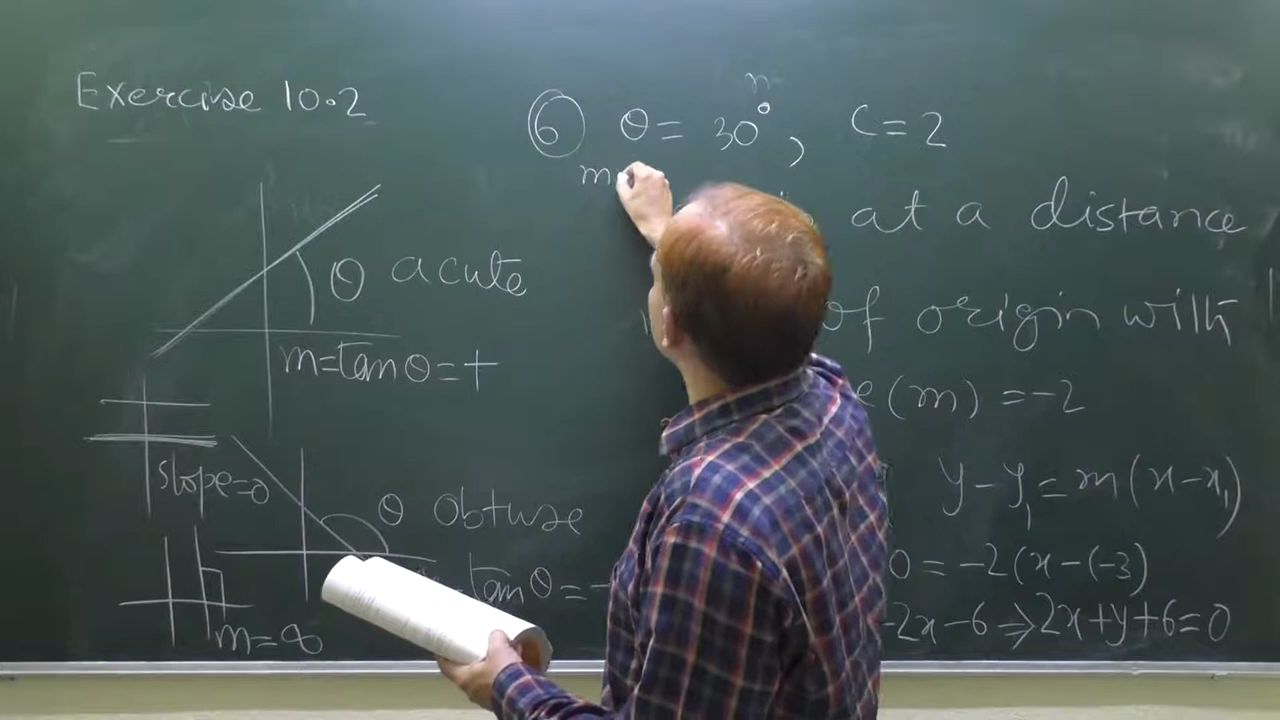 Exercise 10.2
θ acute
m=tanθ=+
slope=0
θ obtuse
tanθ=-
m=∞
⑥ θ= 30°, C=2
m
at a distance
of origin with
(m) =-2
y-y₁=m(x-x₁)
0=-2(x-(-3)
-2x-6⇒2x+y+6=0